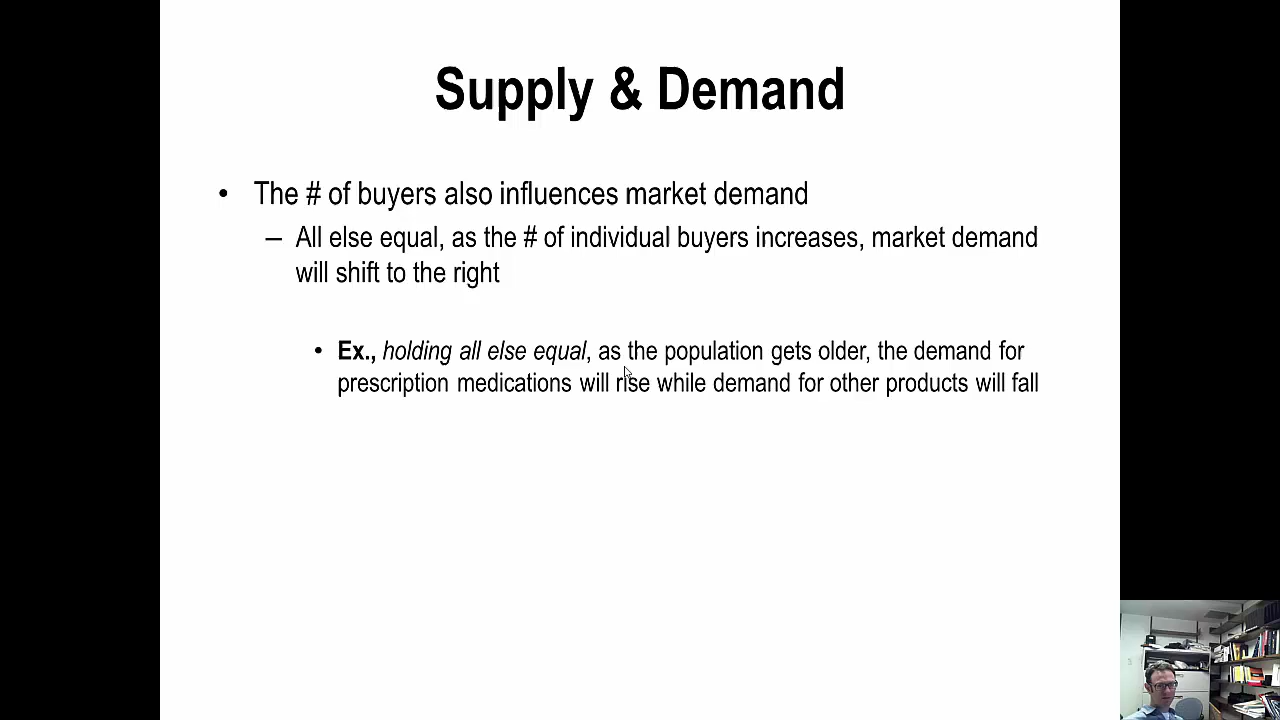 Supply & Demand
• The # of buyers also influences market demand
– All else equal, as the # of individual buyers increases, market demand
will shift to the right
• Ex., holding all else equal, as the population gets older, the demand for
prescription medications will rise while demand for other products will fall